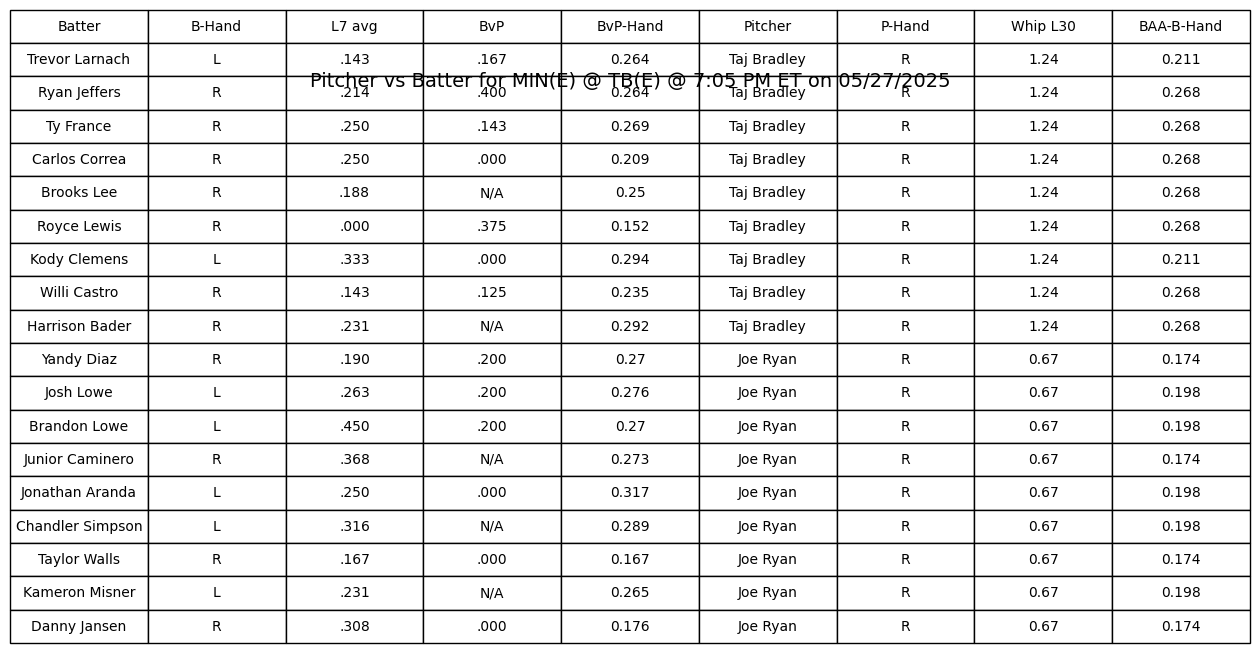 Batter B-Hand L7 avg BvP BvP-Hand Pitcher P-Hand Whip L30 BAA-B-Hand
Trevor Larnach L .143 .167 0.264 Taj Bradley R 1.24 0.211
Pitcher vs Batter for MIN(E) @ TB(E) @ 7:05 PM ET on 05/27/2025
Ryan Jeffers R .214 .400 0.264 Taj Bradley R 1.24 0.268
Ty France R .250 .143 0.269 Taj Bradley R 1.24 0.268
Carlos Correa R .250 .000 0.209 Taj Bradley R 1.24 0.268
Brooks Lee R .188 N/A 0.25 Taj Bradley R 1.24 0.268
Royce Lewis R .000 .375 0.152 Taj Bradley R 1.24 0.268
Kody Clemens L .333 .000 0.294 Taj Bradley R 1.24 0.211
Willi Castro R .143 .125 0.235 Taj Bradley R 1.24 0.268
Harrison Bader R .231 N/A 0.292 Taj Bradley R 1.24 0.268
Yandy Diaz R .190 .200 0.27 Joe Ryan R 0.67 0.174
Josh Lowe L .263 .200 0.276 Joe Ryan R 0.67 0.198
Brandon Lowe L .450 .200 0.27 Joe Ryan R 0.67 0.198
Junior Caminero R .368 N/A 0.273 Joe Ryan R 0.67 0.174
Jonathan Aranda L .250 .000 0.317 Joe Ryan R 0.67 0.198
Chandler Simpson L .316 N/A 0.289 Joe Ryan R 0.67 0.198
Taylor Walls R .167 .000 0.167 Joe Ryan R 0.67 0.174
Kameron Misner L .231 N/A 0.265 Joe Ryan R 0.67 0.198
Danny Jansen R .308 .000 0.176 Joe Ryan R 0.67 0.174